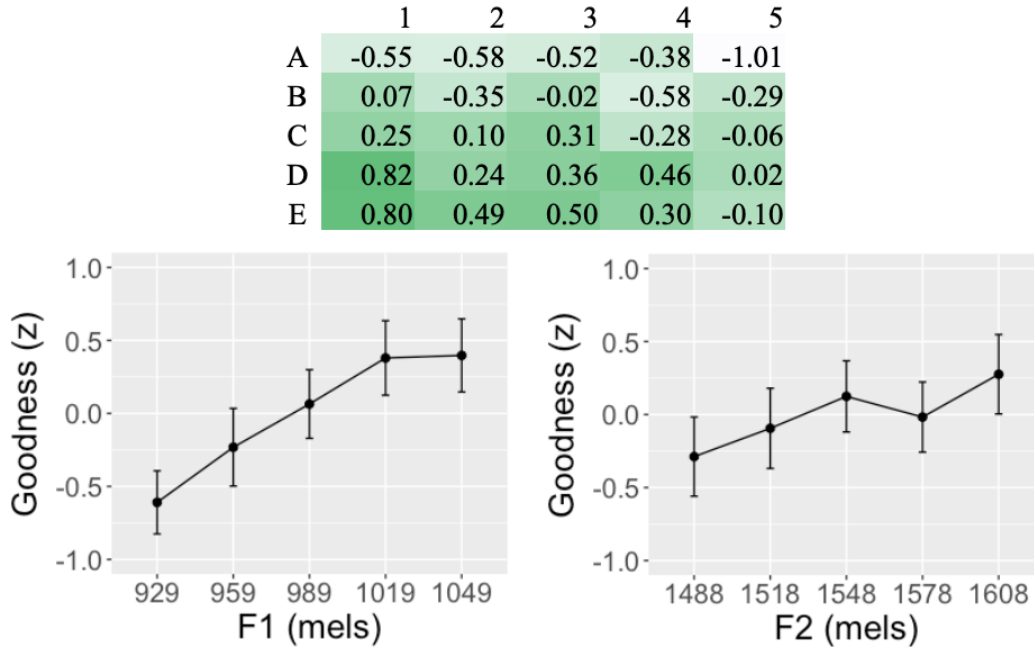 1 2 3 4 5
A -0.55 -0.58 -0.52 -0.38 -1.01
B 0.07 -0.35 -0.02 -0.58 -0.29
C 0.25 0.10 0.31 -0.28 -0.06
D 0.82 0.24 0.36 0.46 0.02
E 0.80 0.49 0.50 0.30 -0.10
Goodness (z)
1.0
0.5
0.0
-0.5
-1.0
929 959 989 1019 1049
F1 (mels)
Goodness (z)
1.0
0.5
0.0
-0.5
-1.0
1488 1518 1548 1578 1608
F2 (mels)